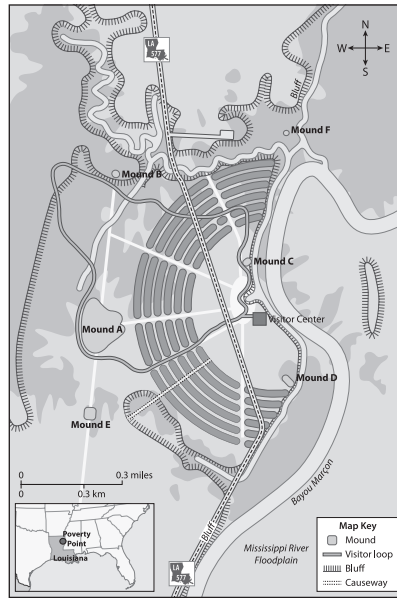 N
W
E
S
LA
577
Bluff
Mound F
Mound B
Mound C
Visitor Center
Mound A
Mound D
Mound E
0
0.3 miles
0
0.3 km
Bayou Marçon
Bluff
Poverty
Point
Louisiana
LA
577
Mississippi River
Floodplain
Map Key
Mound
Visitor loop
Bluff
Causeway